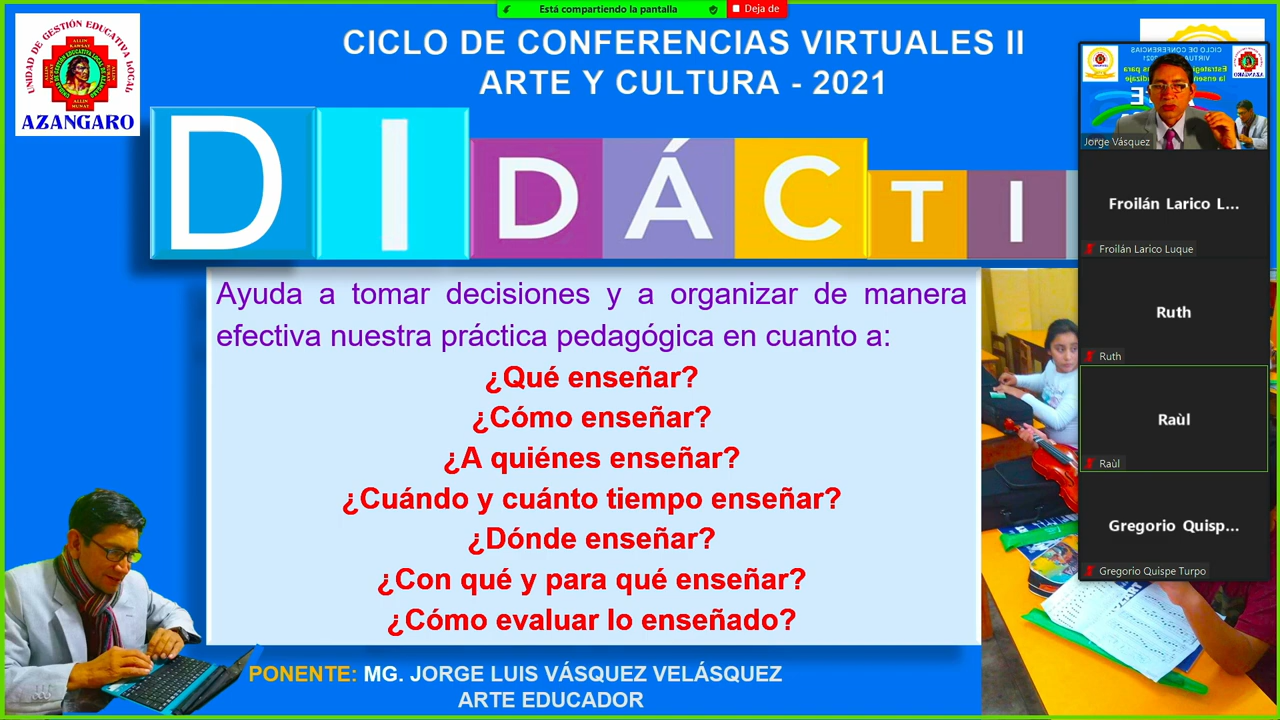 Está compartiendo la pantalla
Deja de
UNIDAD DE GESTIÓN EDUCATIVA LOCAL
AZANGARO
CICLO DE CONFERENCIAS VIRTUALES II
ARTE Y CULTURA - 2021
DIDÁCTI
Ayuda a tomar decisiones y a organizar de manera
efectiva nuestra práctica pedagógica en cuanto a:
¿Qué enseñar?
¿Cómo enseñar?
¿A quiénes enseñar?
¿Cuándo y cuánto tiempo enseñar?
¿Dónde enseñar?
¿Con qué y para qué enseñar?
¿Cómo evaluar lo enseñado?
PONENTE: MG. JORGE LUIS VÁSQUEZ VELÁSQUEZ
ARTE EDUCADOR
Jorge Vásquez
Froilán Larico L...
Froilán Larico Luque
Ruth
Ruth
Raùl
Raùl
Gregorio Quisp...
Gregorio Quispe Turpo